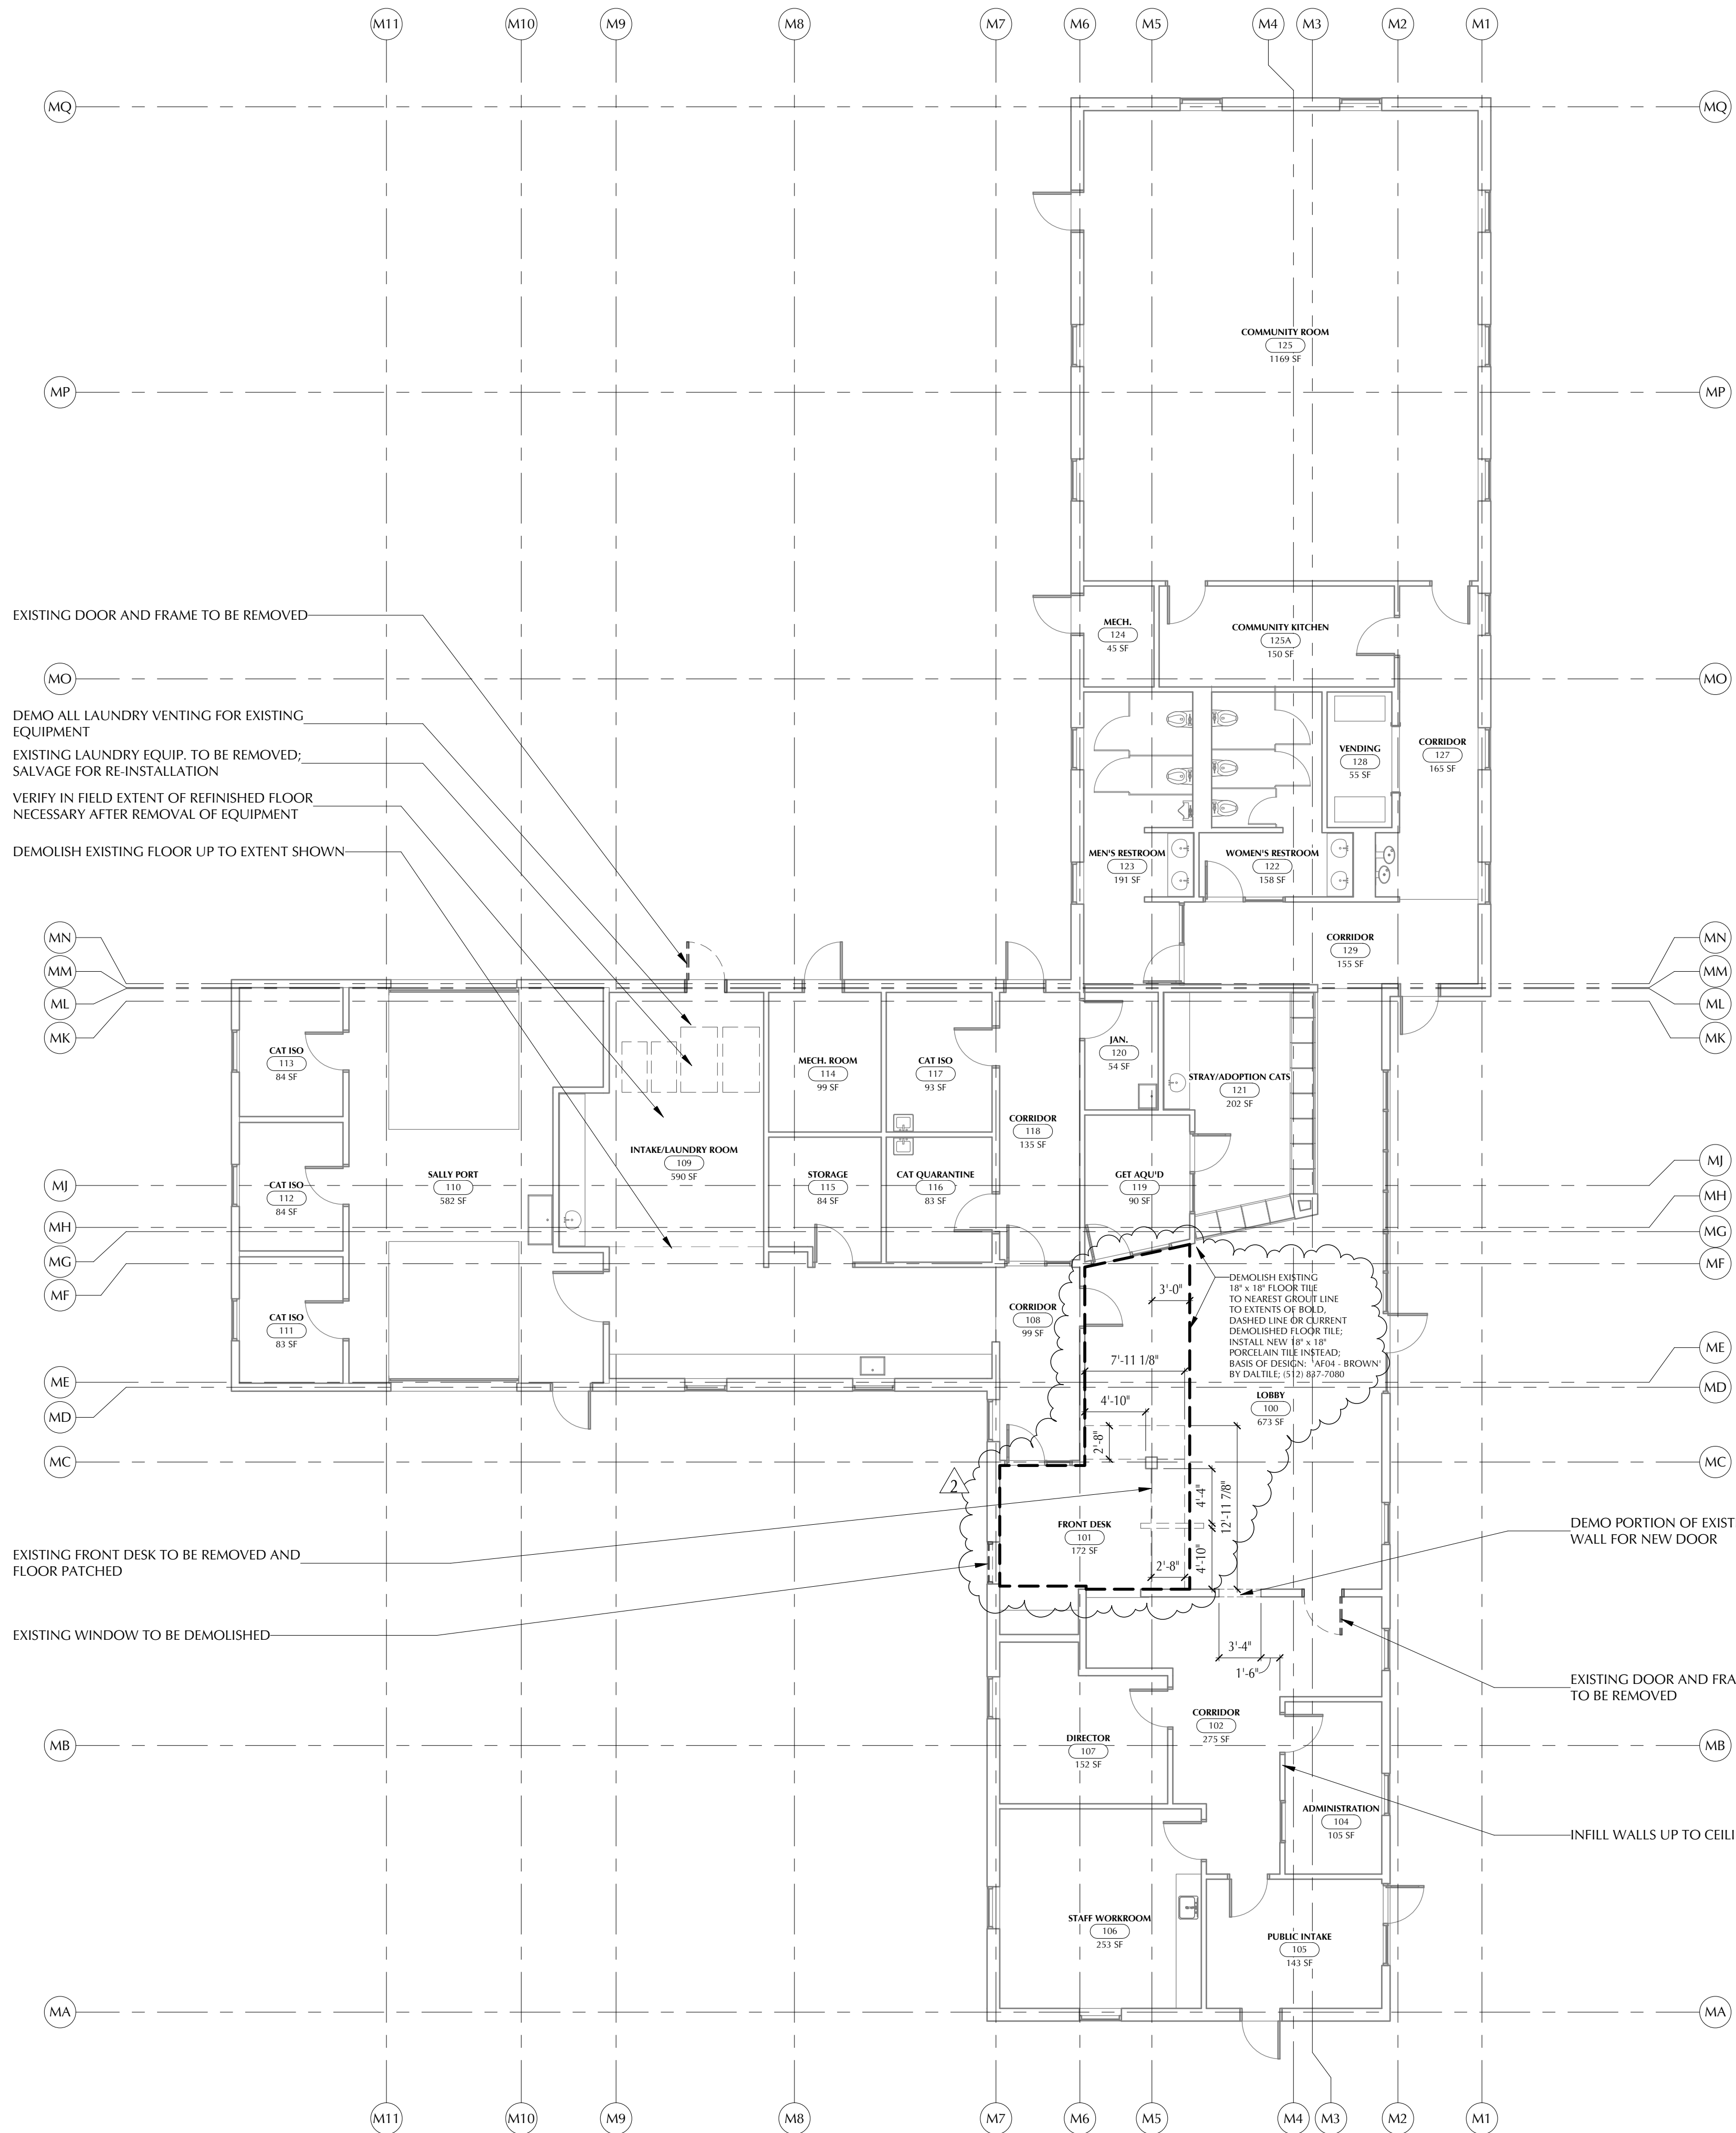 M11 M10 M9 M8 M7 M6 M5 M4 M3 M2 M1
MQ MQ
COMMUNITY ROOM
125
1169 SF
MP MP
EXISTING DOOR AND FRAME TO BE REMOVED
MECH.
124
45 SF
COMMUNITY KITCHEN
125A
150 SF
MO MO
DEMO ALL LAUNDRY VENTING FOR EXISTING
EQUIPMENT
EXISTING LAUNDRY EQUIP. TO BE REMOVED;
SALVAGE FOR RE-INSTALLATION
VERIFY IN FIELD EXTENT OF REFINISHED FLOOR
NECESSARY AFTER REMOVAL OF EQUIPMENT
DEMOLISH EXISTING FLOOR UP TO EXTENT SHOWN
VENDING
128
55 SF
CORRIDOR
127
165 SF
MEN'S RESTROOM
123
191 SF
WOMEN'S RESTROOM
122
158 SF
CORRIDOR
129
155 SF
MN MN
MM MM
ML ML
MK MK
CAT ISO
113
84 SF
MECH. ROOM
114
99 SF
CAT ISO
117
93 SF
JAN.
120
54 SF
STRAY/ADOPTION CATS
121
202 SF
CORRIDOR
118
135 SF
INTAKE/LAUNDRY ROOM
109
590 SF
CAT ISO
112
84 SF
SALLY PORT
110
582 SF
STORAGE
115
84 SF
CAT QUARANTINE
116
83 SF
GET AQU'D
119
90 SF
MJ MJ
MH MH
MG MG
MF MF
CAT ISO
111
83 SF
CORRIDOR
108
99 SF
3'-0"
DEMOLISH EXISTING
18" x 18" FLOOR TILE
TO NEAREST GROUT LINE
TO EXTENTS OF BOLD,
DASHED LINE OR CURRENT
DEMOLISHED FLOOR TILE;
INSTALL NEW 18" x 18"
PORCELAIN TILE INSTEAD;
BASIS OF DESIGN: 'AF04 - BROWN'
BY DALTILE; (512) 837-7080
7'-11 1/8"
ME ME
MD MD
4'-10"
LOBBY
100
673 SF
2'-8"
MC MC
2
4'-4"
12'-11 7/8"
FRONT DESK
101
172 SF
4'-10"
2'-8"
DEMO PORTION OF EXIST
WALL FOR NEW DOOR
EXISTING FRONT DESK TO BE REMOVED AND
FLOOR PATCHED
EXISTING WINDOW TO BE DEMOLISHED
3'-4"
1'-6"
EXISTING DOOR AND FRA
TO BE REMOVED
CORRIDOR
102
275 SF
DIRECTOR
107
152 SF
MB MB
ADMINISTRATION
104
105 SF
INFILL WALLS UP TO CEILI
STAFF WORKROOM
106
253 SF
PUBLIC INTAKE
105
143 SF
MA MA
M11 M10 M9 M8 M7 M6 M5 M4 M3 M2 M1